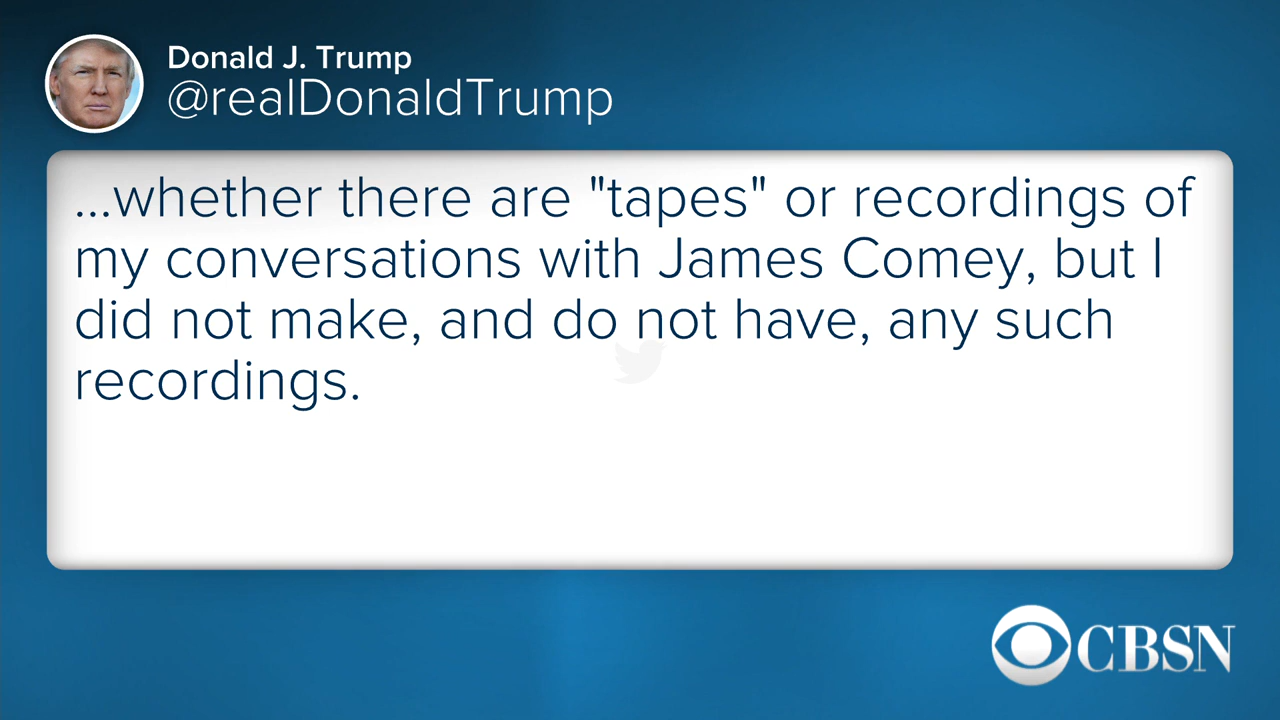 Donald J. Trump
@realDonaldTrump
...whether there are "tapes" or recordings of
my conversations with James Comey, but I
did not make, and do not have, any such
recordings.
CBSN